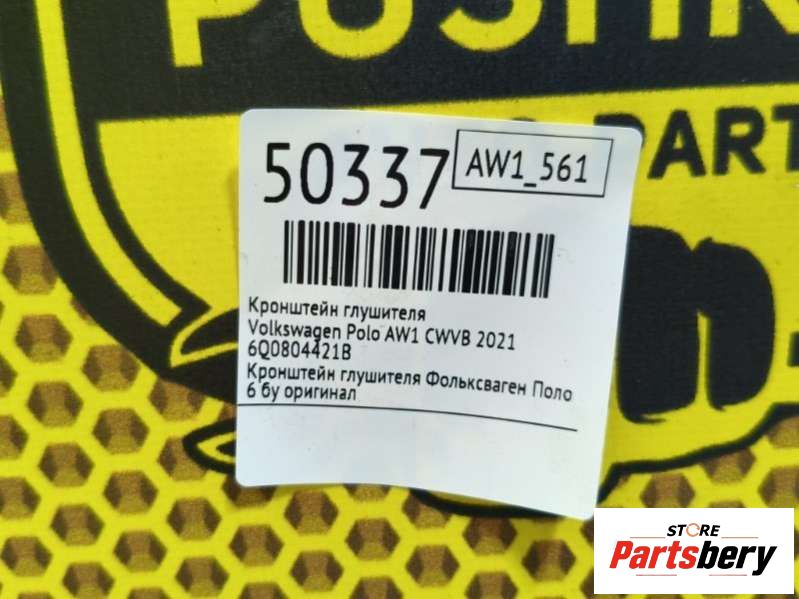 50337
AW1_561
Кронштейн глушителя
Volkswagen Polo AW1 CWVB 2021
6Q0804421B
Кронштейн глушителя Фольксваген Поло
6 бу оригинал
STORE
Partsbery